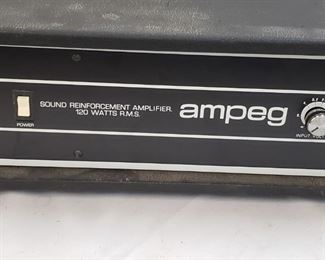 SOUND REINFORCEMENT AMPLIFIER.
120 WATTS R.M.S.
ampeg
POWER
INPUT